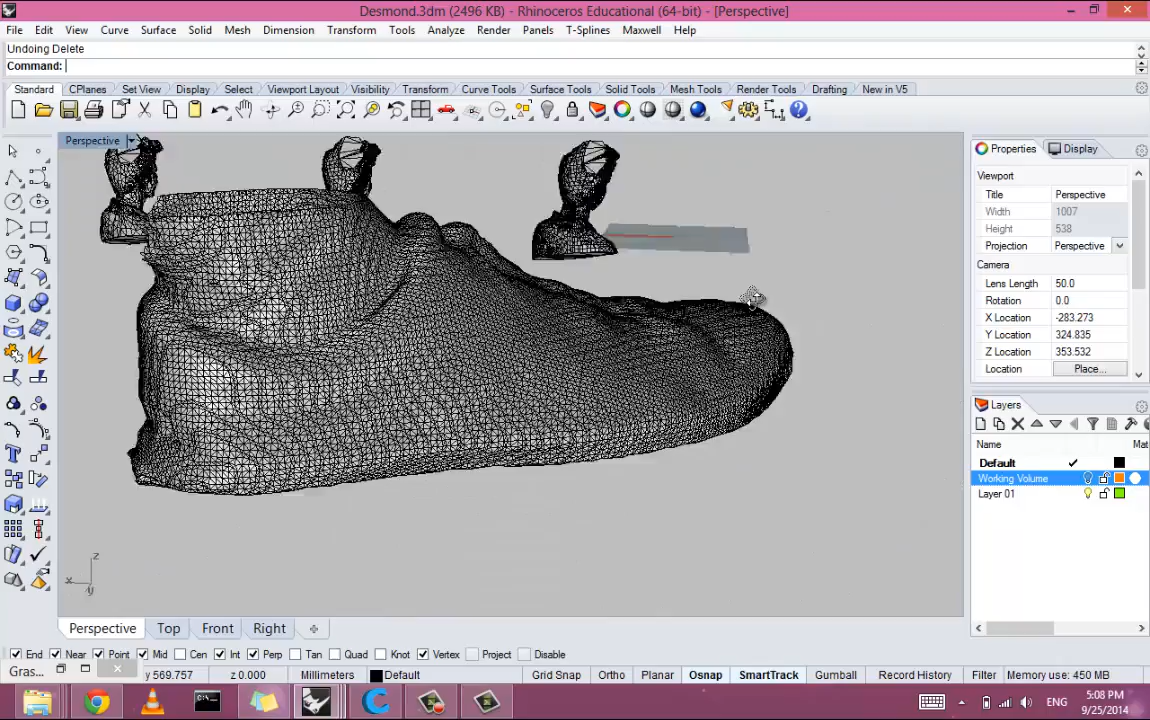 Desmond.3dm (2496 KB) - Rhinoceros Educational (64-bit) - [Perspective]
File Edit View Curve Surface Solid Mesh Dimension Transform Tools Analyze Render Panels T-Splines Maxwell Help
Undoing Delete
Command:
Standard CPlanes Set View Display Select Viewport Layout Visibility Transform Curve Tools Surface Tools Solid Tools Mesh Tools Render Tools Drafting New in V5
Perspective
Properties Display
Viewport
Title Perspective
Width 1007
Height 538
Projection Perspective
Camera
Lens Length 50.0
Rotation 0.0
X Location -283.273
Y Location 324.835
Z Location 353.532
Location Place...
Layers
Name Mat
Default
Working Volume
Layer 01
z
x
y
Perspective Top Front Right
End Near Point Mid Cen Int Perp Tan Quad Knot Vertex Project Disable
Gras... y 569.757 z 0.000 Millimeters Default Grid Snap Ortho Planar Osnap SmartTrack Gumball Record History Filter Memory use: 450 MB
ENG
5:08 PM
9/25/2014